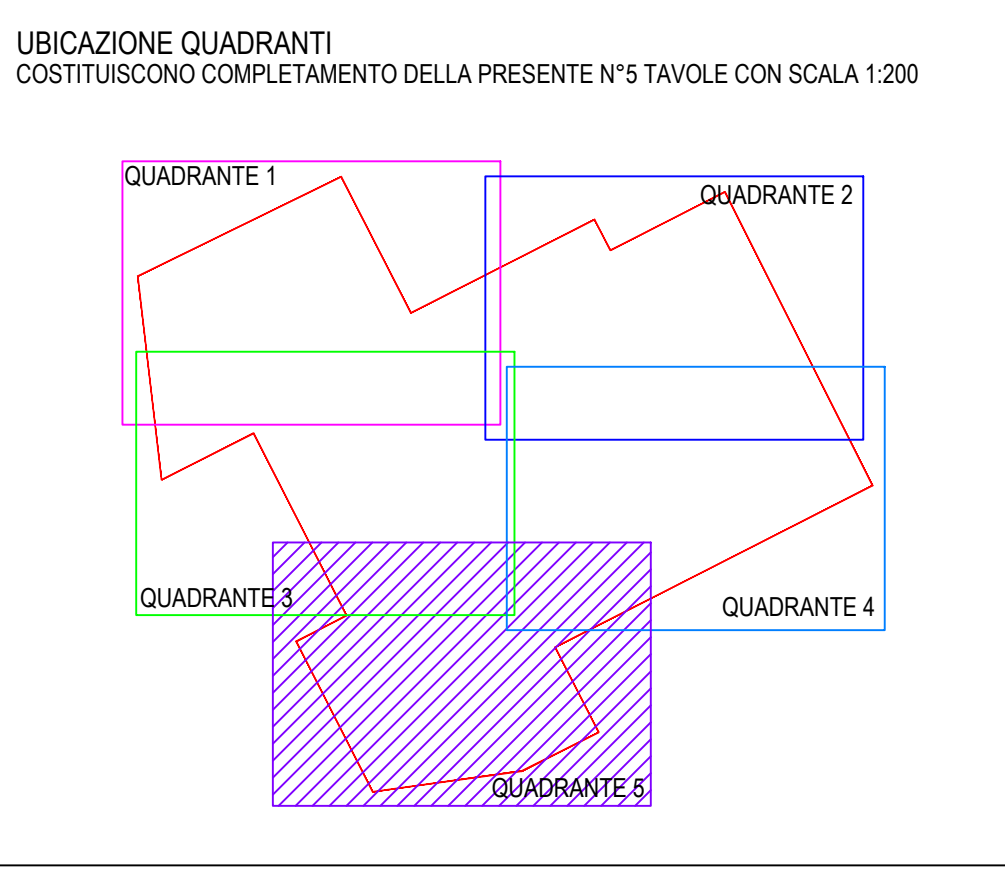 UBICAZIONE QUADRANTI
COSTITUISCONO COMPLETAMENTO DELLA PRESENTE N°5 TAVOLE CON SCALA 1:200
QUADRANTE 1
QUADRANTE 2
QUADRANTE 3
QUADRANTE 4
QUADRANTE 5